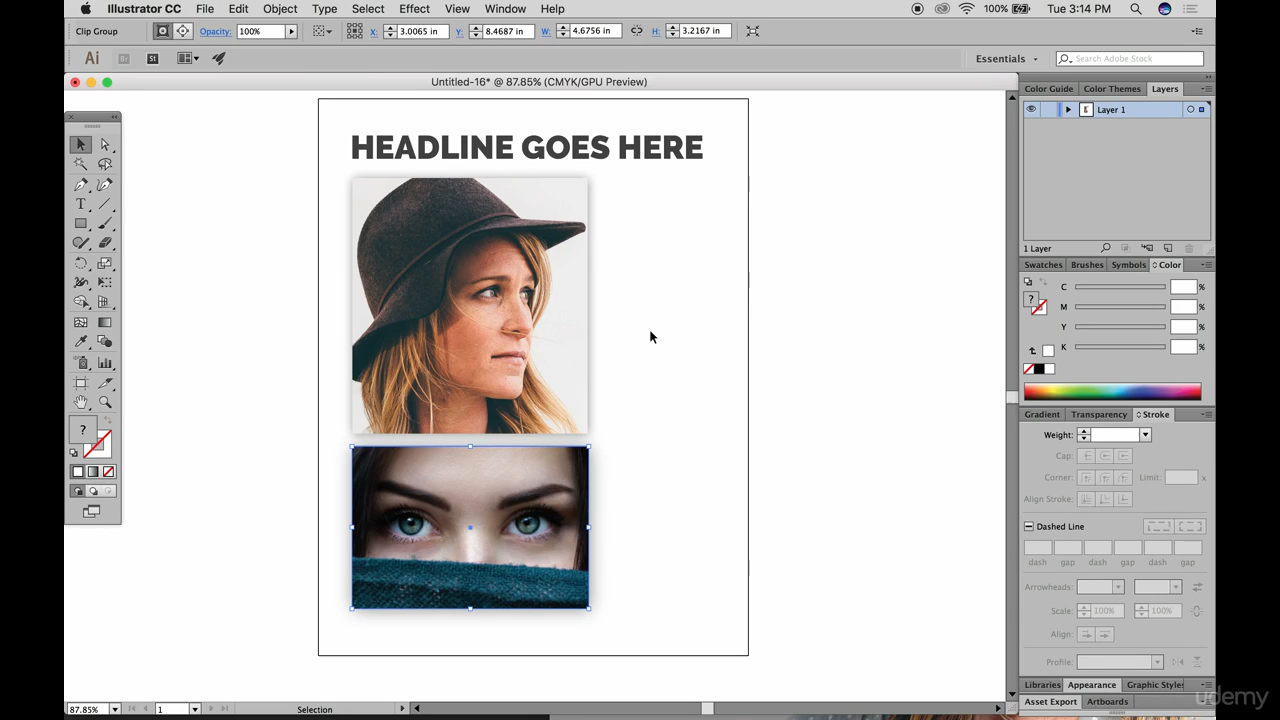 Illustrator CC File Edit Object Type Select Effect View Window Help 100% Tue 3:14 PM
Clip Group Opacity: 100% X: 3.0065 in Y: 8.4687 in W: 4.6756 in H: 3.2167 in
Ai Br St Essentials Search Adobe Stock
Untitled-16* @ 87.85% (CMYK/GPU Preview)
Color Guide Color Themes Layers
Layer 1
HEADLINE GOES HERE
1 Layer
Swatches Brushes Symbols Color
C %
M %
Y %
K %
Gradient Transparency Stroke
Weight:
Cap:
Corner: Limit: x
Align Stroke:
Dashed Line
dash gap dash gap dash gap
Arrowheads:
Scale: 100% 100%
Align:
Profile:
Libraries Appearance Graphic Styles
Asset Export Artboards
87.85% 1 Selection
udemy